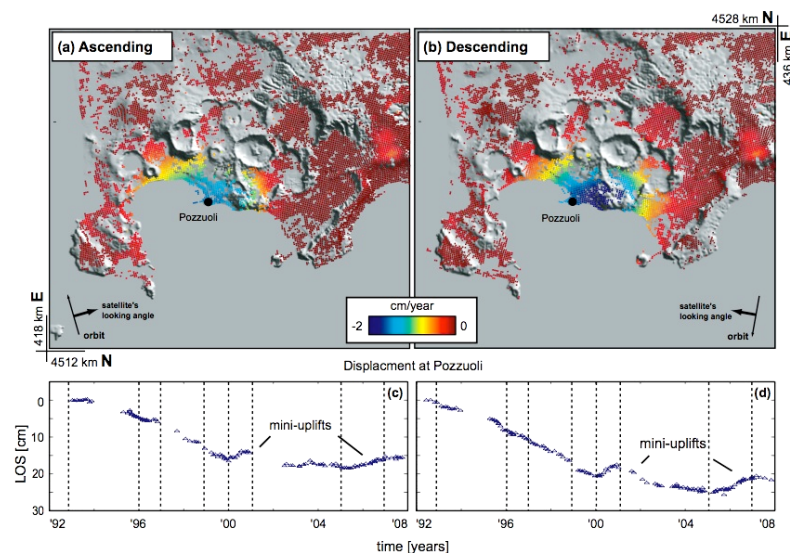 4528 km N
436 km E
(a) Ascending
(b) Descending
Pozzuoli
Pozzuoli
satellite's
looking angle
orbit
cm/year
-2 0
satellite's
looking angle
orbit
418 km E
4512 km N
Displacment at Pozzuoli
(c)
(d)
mini-uplifts
mini-uplifts
LOS [cm]
0
10
20
30
'92 '96 '00 '04 '08
'92 '96 '00 '04 '08
time [years]